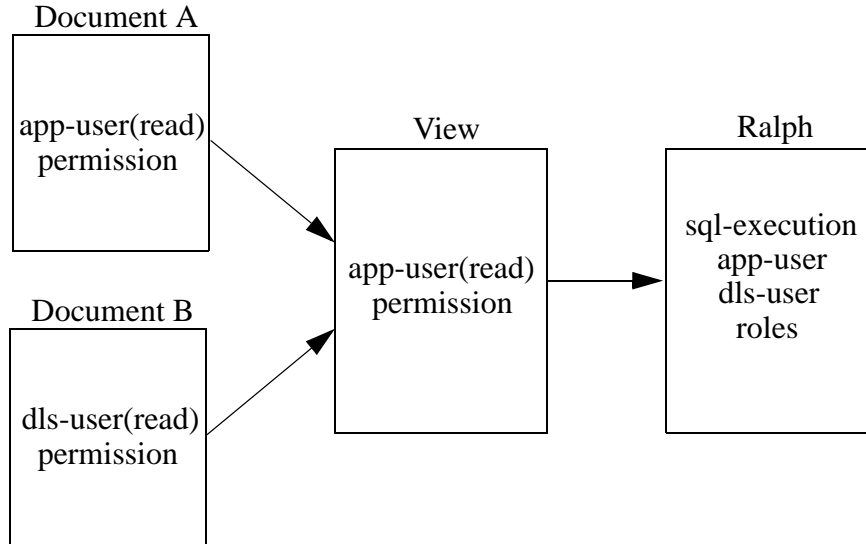 Document A
app-user(read)
permission
Document B
dls-user(read)
permission
View
app-user(read)
permission
Ralph
sql-execution
app-user
dls-user
roles